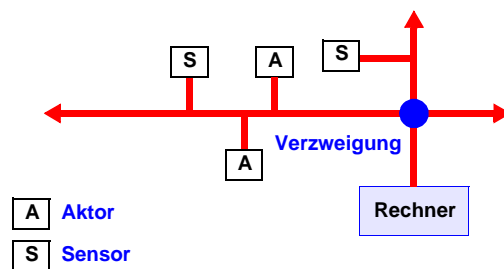 S
A
S
Verzweigung
A
Rechner
A Aktor
S Sensor